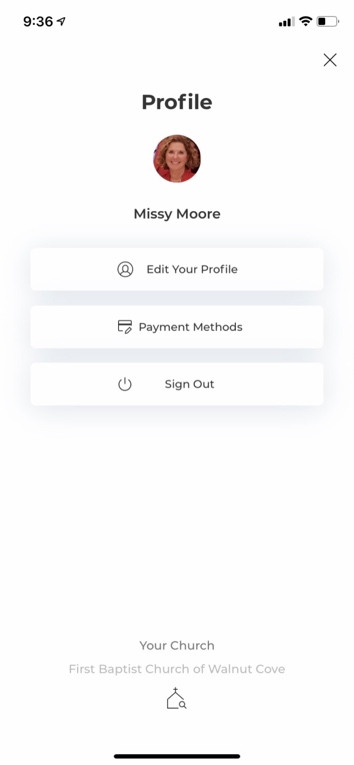 9:36
Profile
Missy Moore
Edit Your Profile
Payment Methods
Sign Out
Your Church
First Baptist Church of Walnut Cove